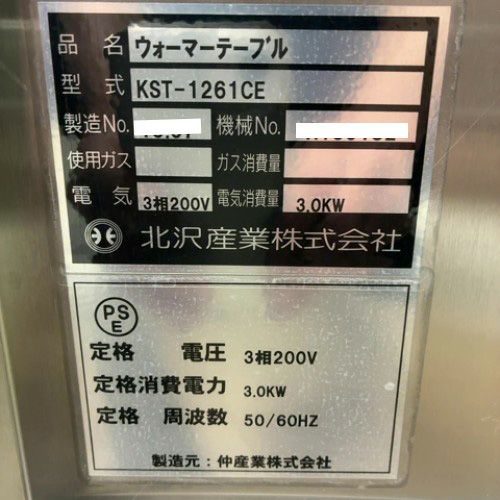 品名 ウォーマーテーブル
型式 KST-1261CE
製造No. 機械No.
使用ガス ガス消費量
電気 3相200V 電気消費量 3.0KW
北沢産業株式会社
PS
E
定格 電圧 3相200V
定格消費電力 3.0KW
定格 周波数 50/60HZ
製造元：仲産業株式会社